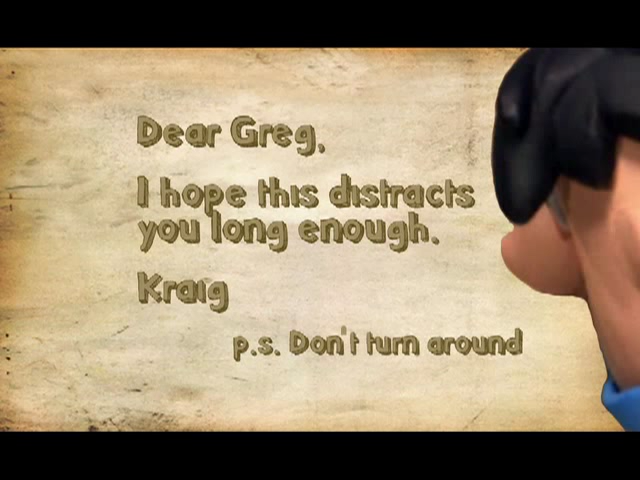 Dear Greg,
I hope this distracts
you long enough.
Kraig
p.s. Don't turn around